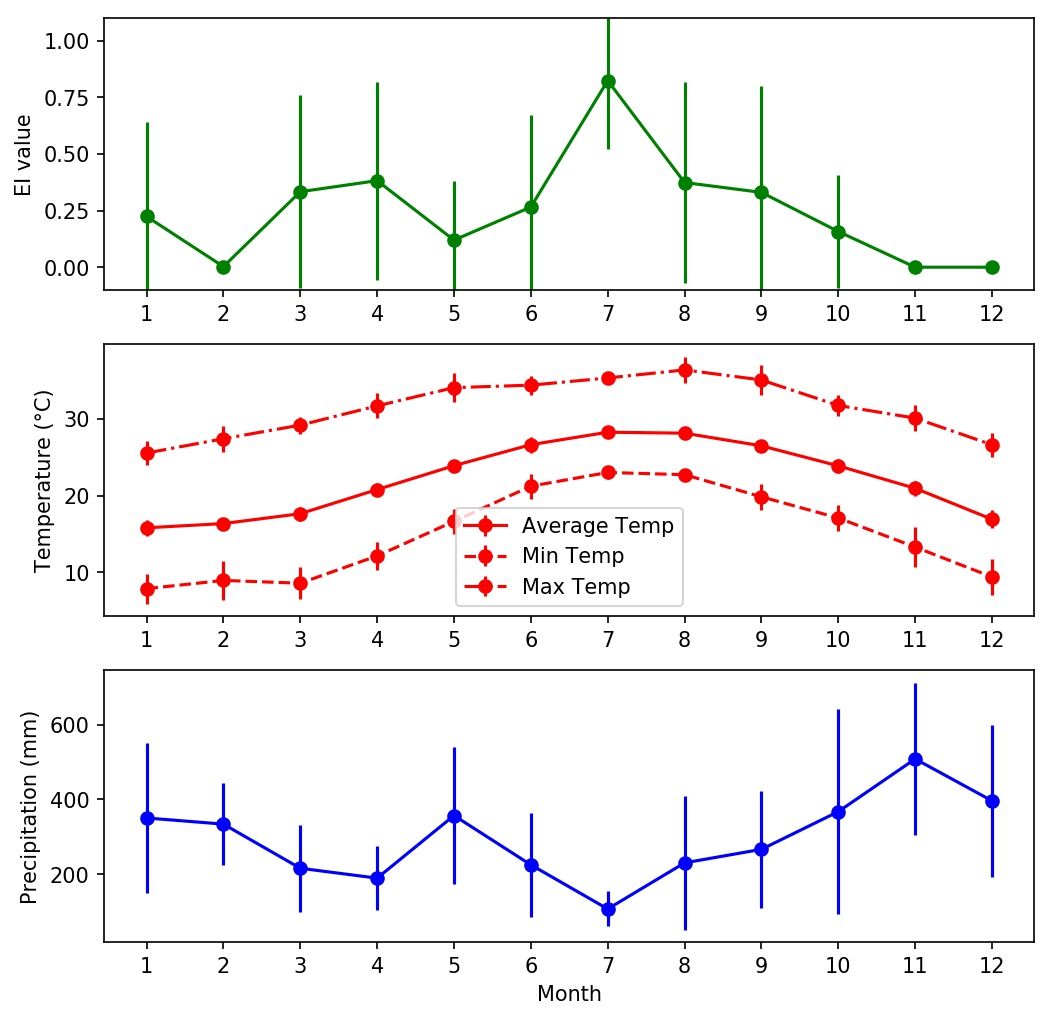 EI value
1.00
0.75
0.50
0.25
0.00
1 2 3 4 5 6 7 8 9 10 11 12
Temperature (°C)
30
20
10
Average Temp
Min Temp
Max Temp
1 2 3 4 5 6 7 8 9 10 11 12
Precipitation (mm)
600
400
200
1 2 3 4 5 6 7 8 9 10 11 12
Month